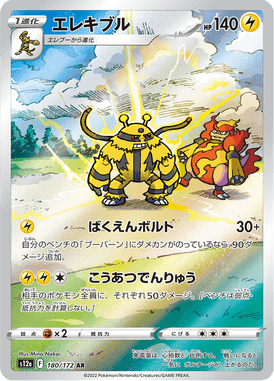 1進化 エレキブル HP140
エレブーから進化
ばくえんボルト 30+
自分のベンチの「ブーバーン」にダメカンがのっているなら、90ダ
メージ追加。
こうあつでんりゅう
相手のポケモン全員に、それぞれ50ダメージ。[ベンチは弱点・
抵抗力を計算しない。]
弱点 ×2 抵抗力 にげる
Illus. Mina Nakai
s12a F 180/172 AR
©2022 Pokémon/Nintendo/Creatures/GAME FREAK.